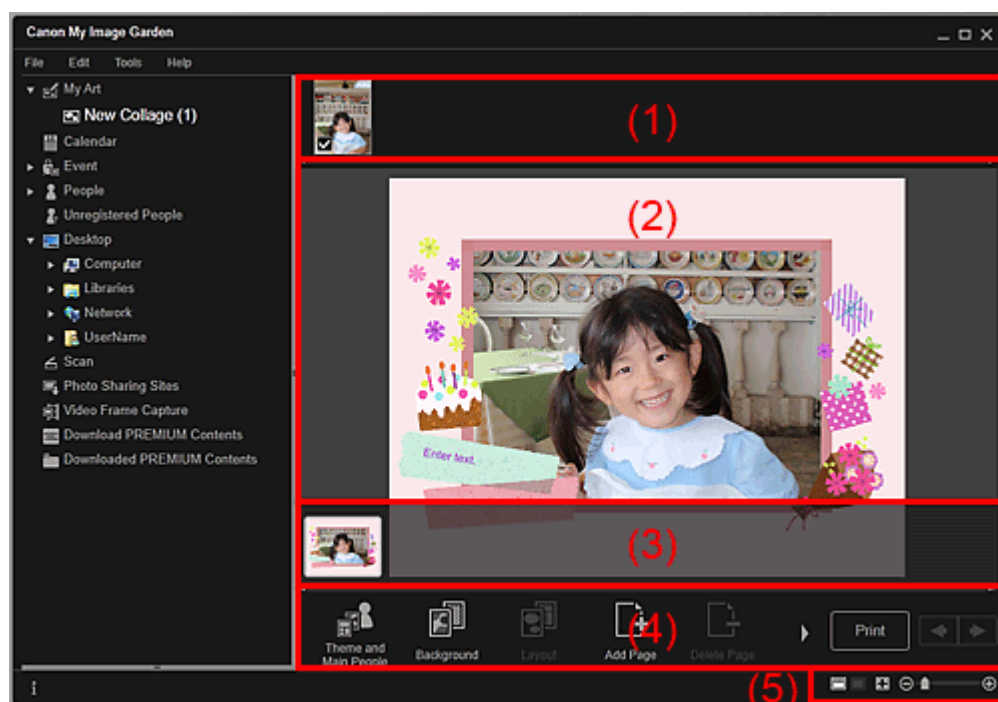 Canon My Image Garden
File Edit Tools Help
My Art
New Collage (1)
Calendar
Event
People
Unregistered People
Desktop
Computer
Libraries
Network
UserName
Scan
Photo Sharing Sites
Video Frame Capture
Download PREMIUM Contents
Downloaded PREMIUM Contents
(1)
(2)
Enter text.
(3)
(4)
Theme and
Main People
Background
Layout
Add Page
Delete Page
Print
(5)